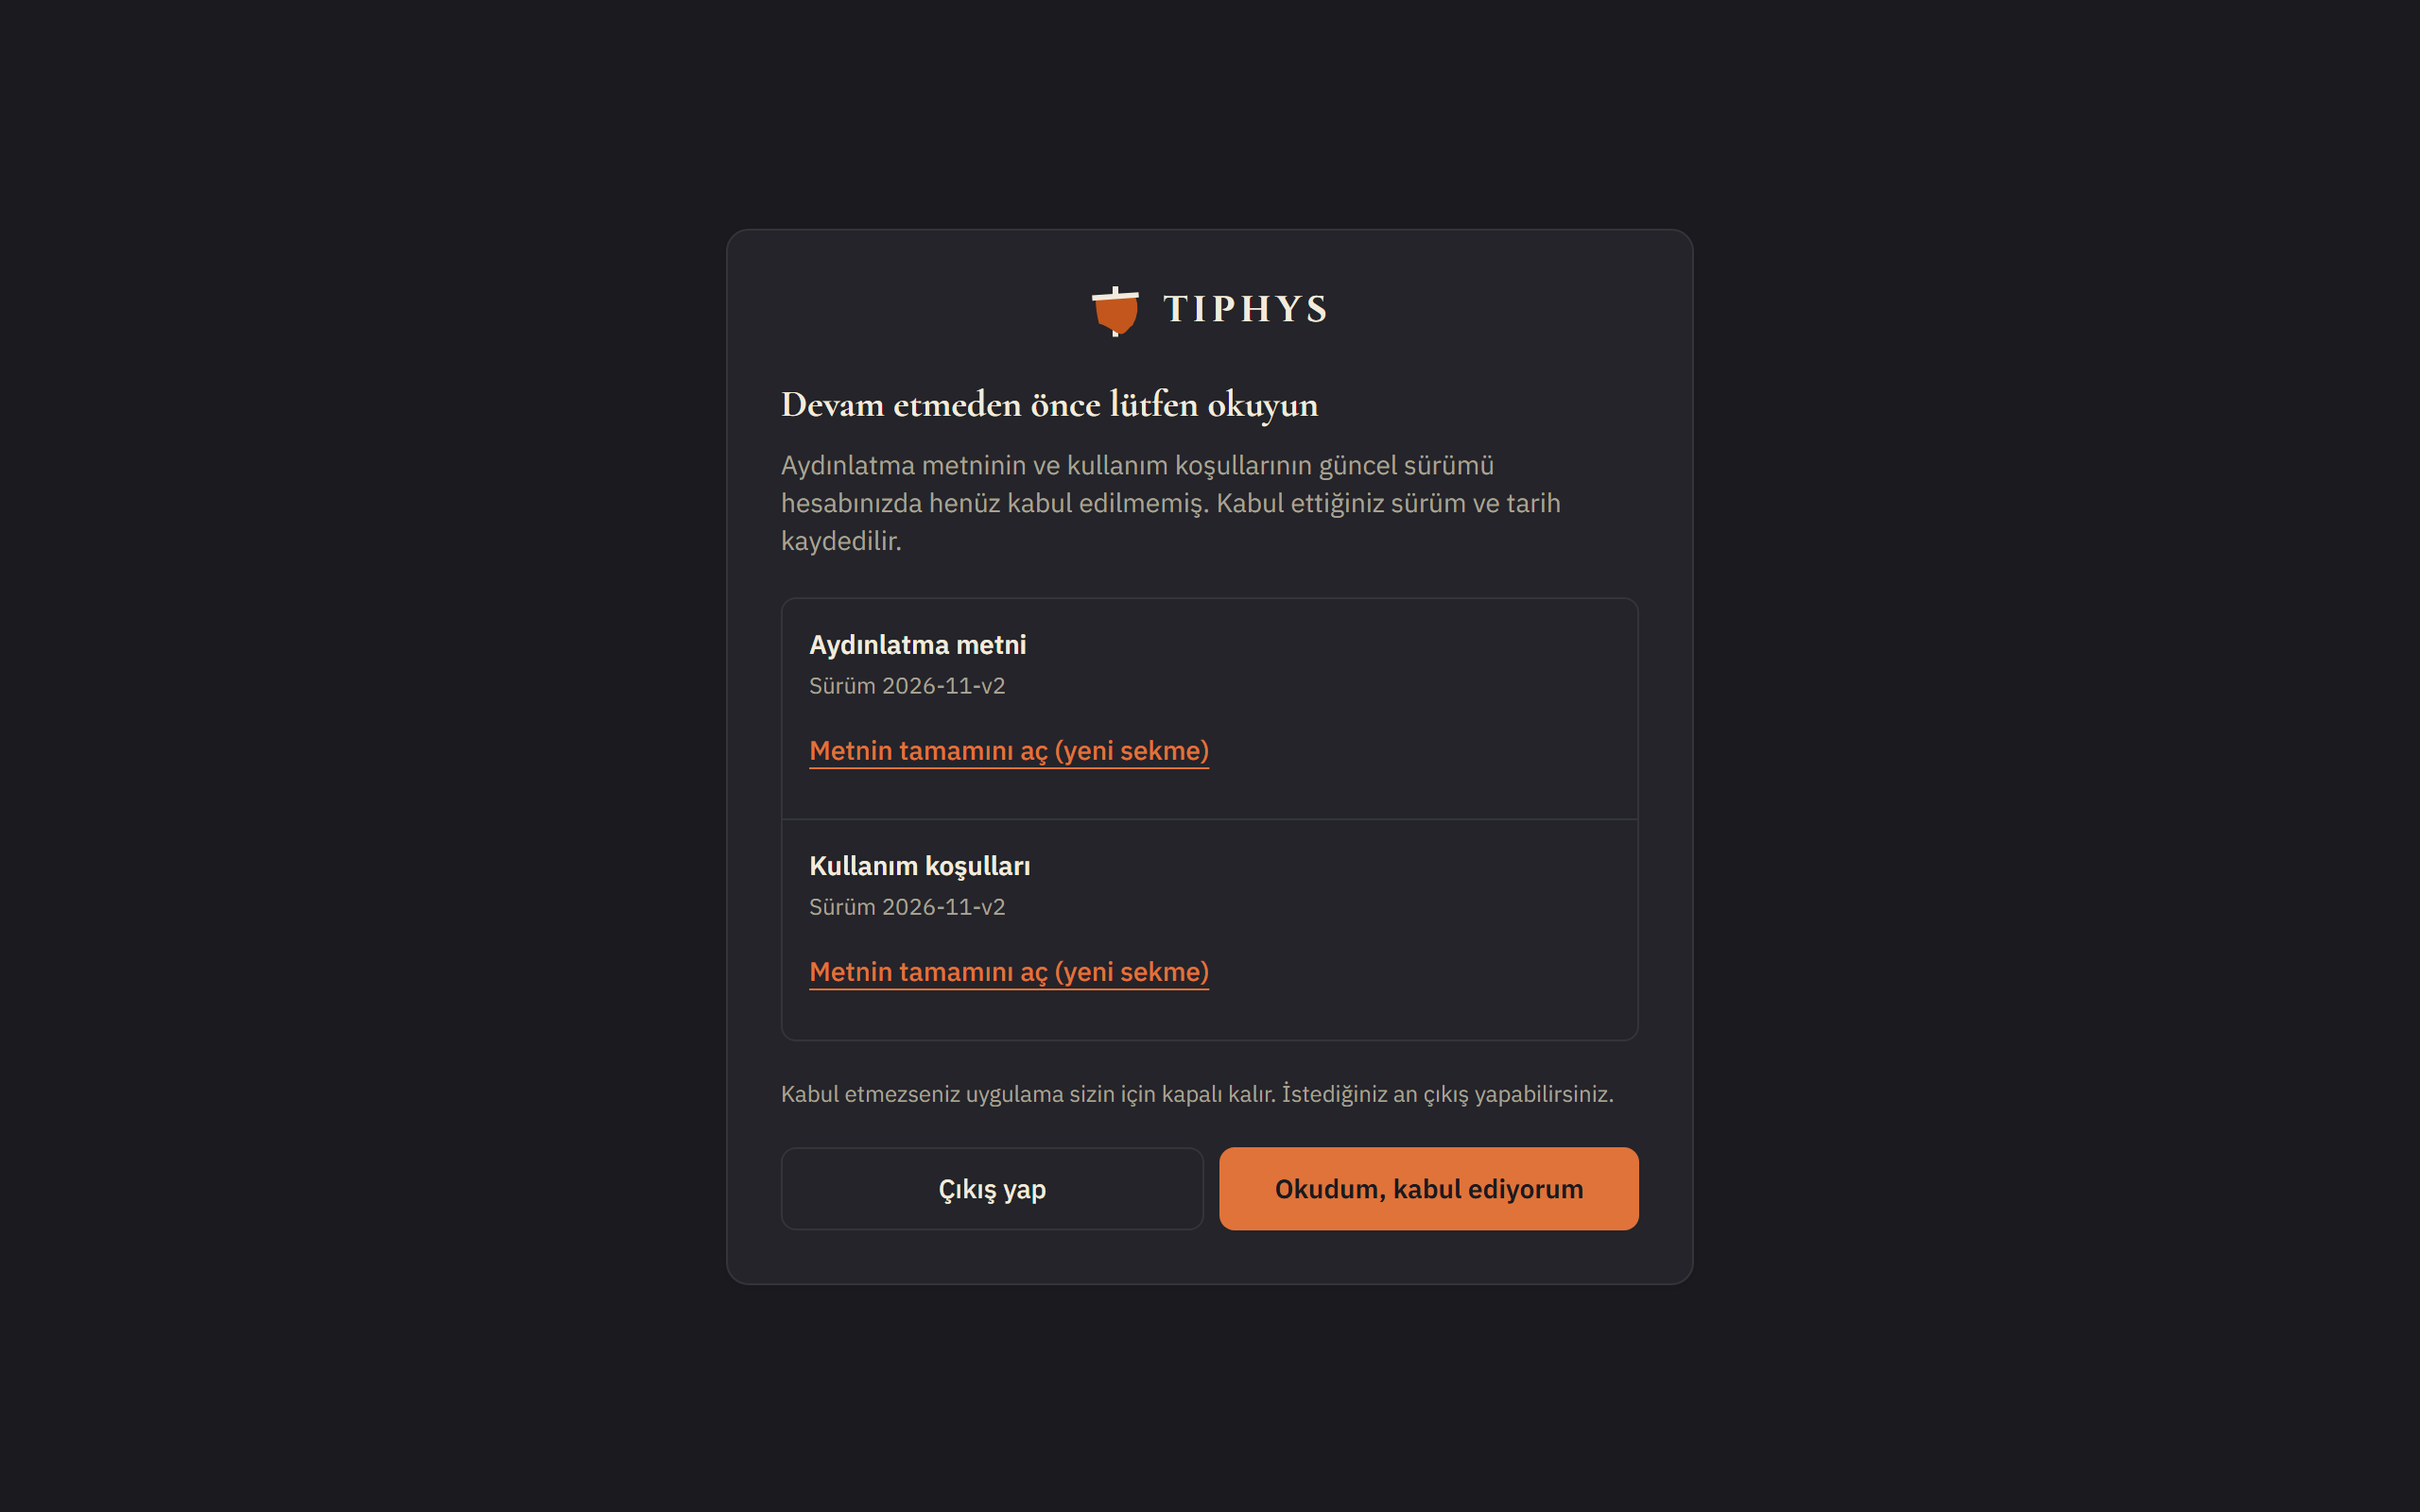 TIPHYS
Devam etmeden önce lütfen okuyun
Aydınlatma metninin ve kullanım koşullarının güncel sürümü
hesabınızda henüz kabul edilmemiş. Kabul ettiğiniz sürüm ve tarih
kaydedilir.
Aydınlatma metni
Sürüm 2026-11-v2
Metnin tamamını aç (yeni sekme)
Kullanım koşulları
Sürüm 2026-11-v2
Metnin tamamını aç (yeni sekme)
Kabul etmezseniz uygulama sizin için kapalı kalır. İstediğiniz an çıkış yapabilirsiniz.
Çıkış yap
Okudum, kabul ediyorum